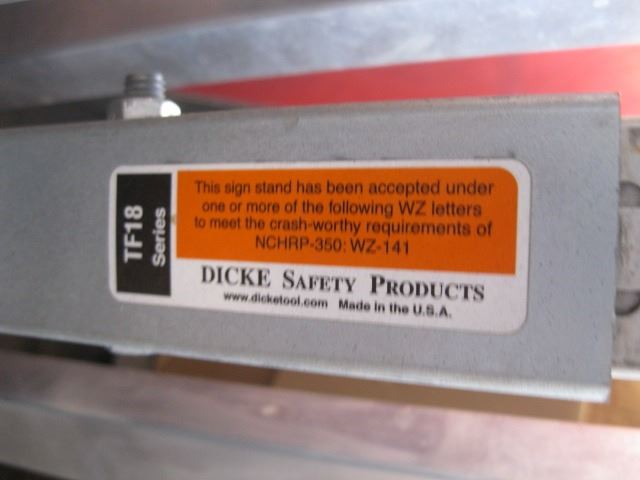 TF18
Series
This sign stand has been accepted under
one or more of the following WZ letters
to meet the crash-worthy requirements of
NCHRP-350: WZ-141
DICKE SAFETY PRODUCTS
www.dicketool.com Made in the U.S.A.